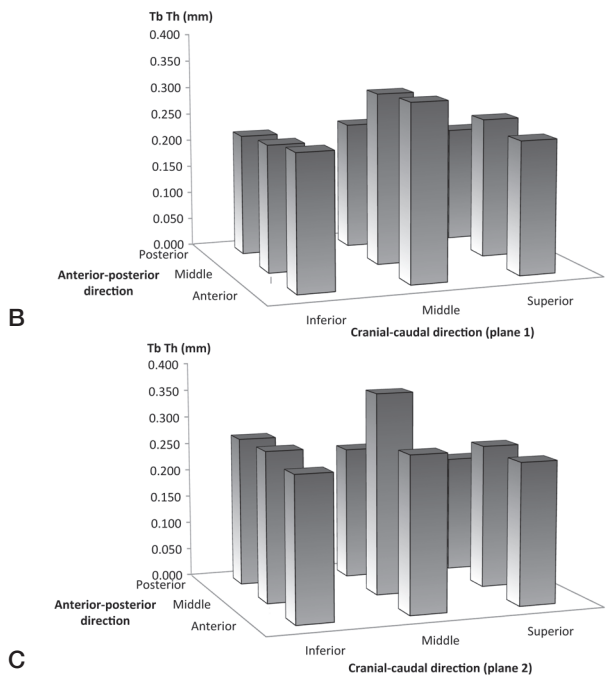 Tb Th (mm)
0.400
0.350
0.300
0.250
0.200
0.150
0.100
0.050
0.000
Posterior
Middle
Anterior
Anterior-posterior
direction
Inferior
Middle
Superior
Cranial-caudal direction (plane 1)
B
Tb Th (mm)
0.400
0.350
0.300
0.250
0.200
0.150
0.100
0.050
0.000
Posterior
Middle
Anterior
Anterior-posterior
direction
Inferior
Middle
Superior
Cranial-caudal direction (plane 2)
C